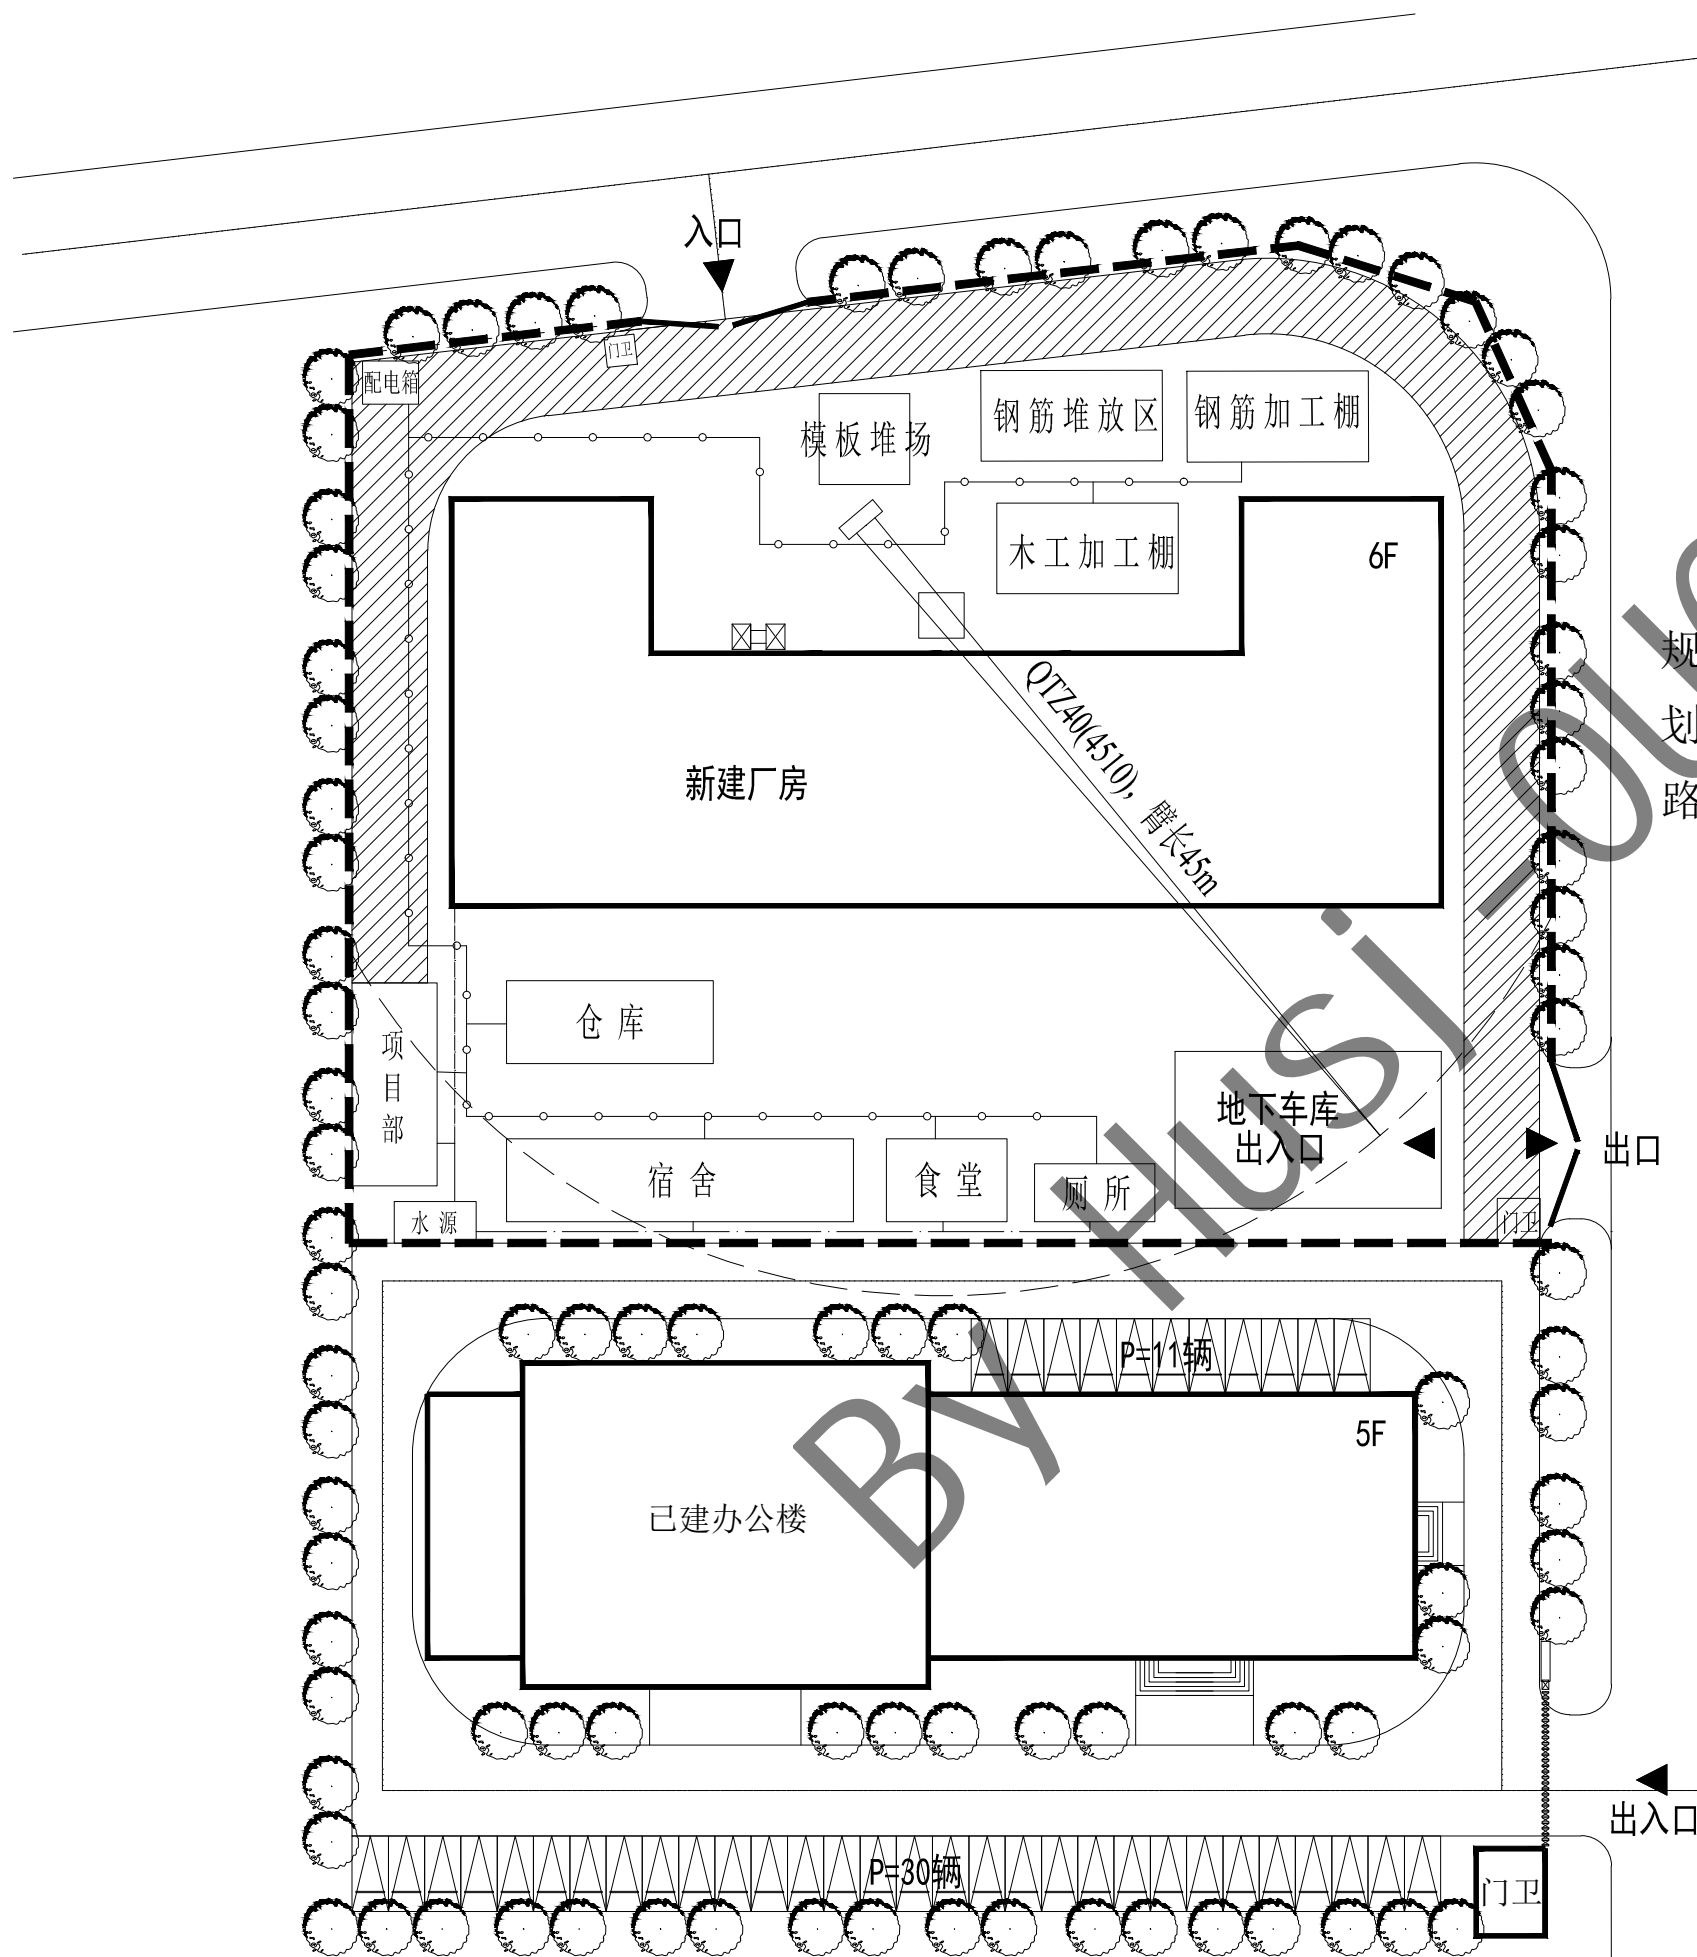 入口
门卫
配电箱
模板堆场
钢筋堆放区
钢筋加工棚
木工加工棚
6F
规
划
路
QTZ40(4510)，臂长45m
新建厂房
仓库
项
目
部
地下车库
出入口
出口
宿舍
食堂
厕所
水源
门卫
P=11辆
5F
已建办公楼
出入口
P=30辆
门卫